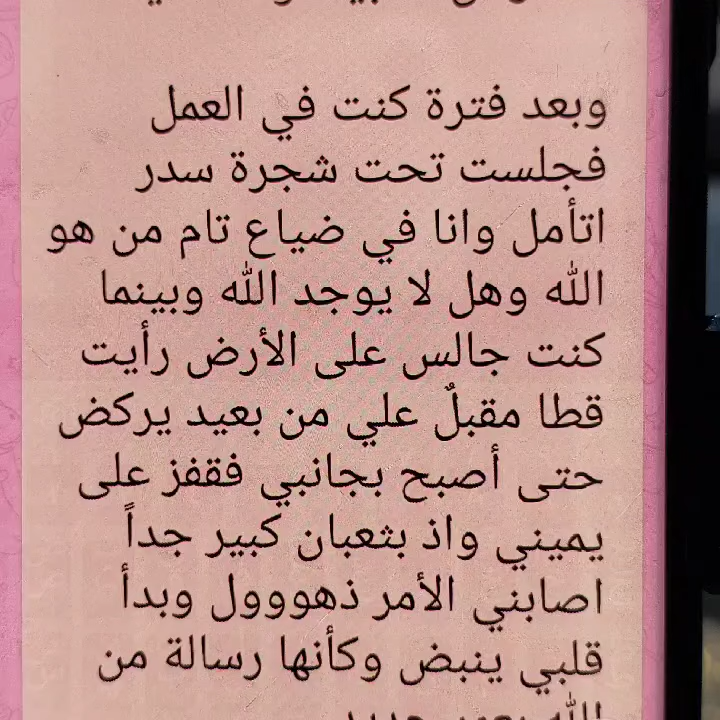 وبعد فترة كنت في العمل
فجلست تحت شجرة سدر
اتأمل وانا في ضياع تام من هو
الله وهل لا يوجد الله وبينما
كنت جالس على الأرض رأيت
قطا مقبلٌ علي من بعيد يركض
حتى أصبح بجانبي فقفز على
يميني واذ بثعبان كبير جداً
اصابني الأمر ذهووول وبدأ
قلبي ينبض وكأنها رسالة من